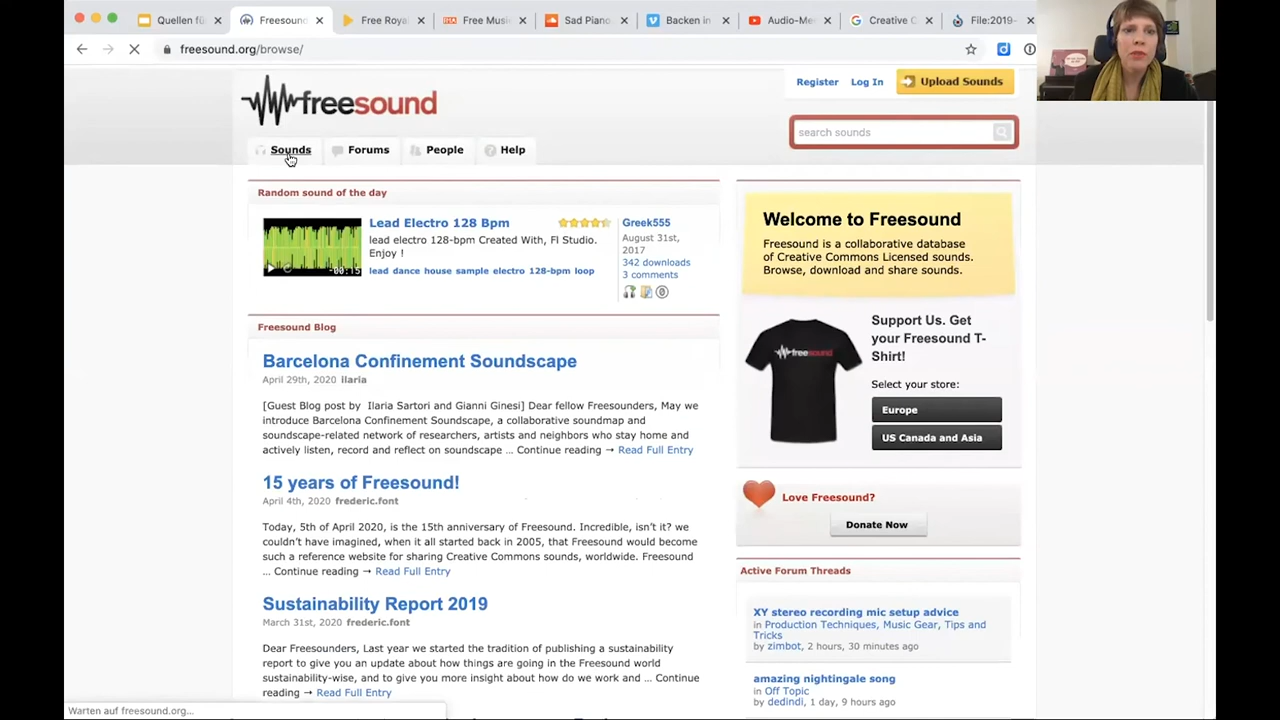 Quellen fü
Freesound
Free Roya
Free Music
Sad Piano
Backen in
Audio-Me
Creative C
File:2019-
freesound.org/browse/
Register
Log In
Upload Sounds
freesound
search sounds
Sounds
Forums
People
Help
Random sound of the day
Lead Electro 128 Bpm
lead electro 128-bpm Created With, Fl Studio.
Enjoy !
lead dance house sample electro 128-bpm loop
-00:15
Greek555
August 31st,
2017
342 downloads
3 comments
Welcome to Freesound
Freesound is a collaborative database
of Creative Commons Licensed sounds.
Browse, download and share sounds.
Freesound Blog
Barcelona Confinement Soundscape
April 29th, 2020 ilaria
[Guest Blog post by Ilaria Sartori and Gianni Ginesi] Dear fellow Freesounders, May we
introduce Barcelona Confinement Soundscape, a collaborative soundmap and
soundscape-related network of researchers, artists and neighbors who stay home and
actively listen, record and reflect on soundscape ... Continue reading → Read Full Entry
freesound
Support Us. Get
your Freesound T-
Shirt!
Select your store:
Europe
US Canada and Asia
15 years of Freesound!
April 4th, 2020 frederic.font
Today, 5th of April 2020, is the 15th anniversary of Freesound. Incredible, isn't it? we
couldn't have imagined, when it all started back in 2005, that Freesound would become
such a reference website for sharing Creative Commons sounds, worldwide. Freesound
... Continue reading → Read Full Entry
Love Freesound?
Donate Now
Sustainability Report 2019
March 31st, 2020 frederic.font
Dear Freesounders, Last year we started the tradition of publishing a sustainability
report to give you an update about how things are going in the Freesound world
sustainability-wise, and to give you more insight about how do we work and ... Continue
reading → Read Full Entry
Active Forum Threads
XY stereo recording mic setup advice
in Production Techniques, Music Gear, Tips and
Tricks
by zimbot, 2 hours, 30 minutes ago
amazing nightingale song
in Off Topic
by dedindi, 1 day, 9 hours ago
Warten auf freesound.org...